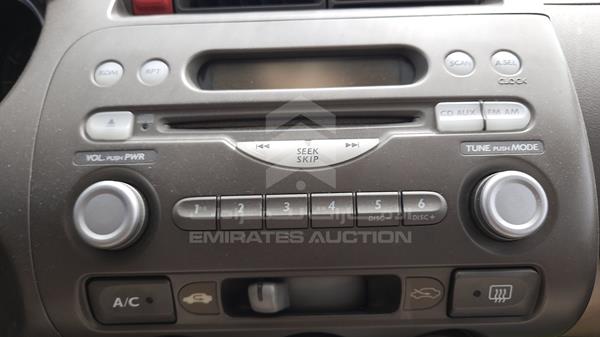 RDM RPT SCAN A.SEL
CLOCK
CD AUX FM AM
SEEK
SKIP
VOL PUSH PWR TUNE PUSH MODE
1 2 3 4 5 6
DISC - DISC +
EMIRATES AUCTION
A/C